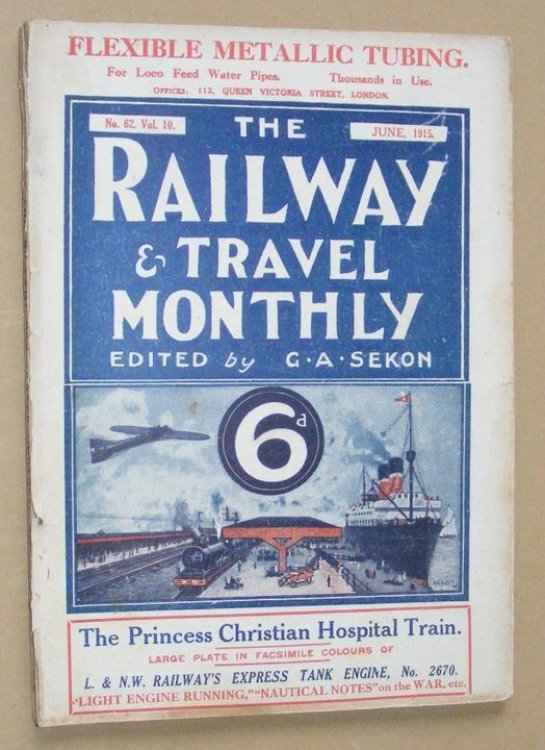 FLEXIBLE METALLIC TUBING.
For Loco Feed Water Pipes. Thousands in Use.
OFFICES. 112, QUEEN VICTORIA STREET, LONDON.
No. 62. Vol. 10. JUNE, 1915.
THE
RAILWAY
& TRAVEL
MONTHLY
EDITED by G·A·SEKON
6d
The Princess Christian Hospital Train.
LARGE PLATE IN FACSIMILE COLOURS OF
L. & N.W. RAILWAY'S EXPRESS TANK ENGINE, No. 2670.
"LIGHT ENGINE RUNNING," "NAUTICAL NOTES" on the WAR, etc.